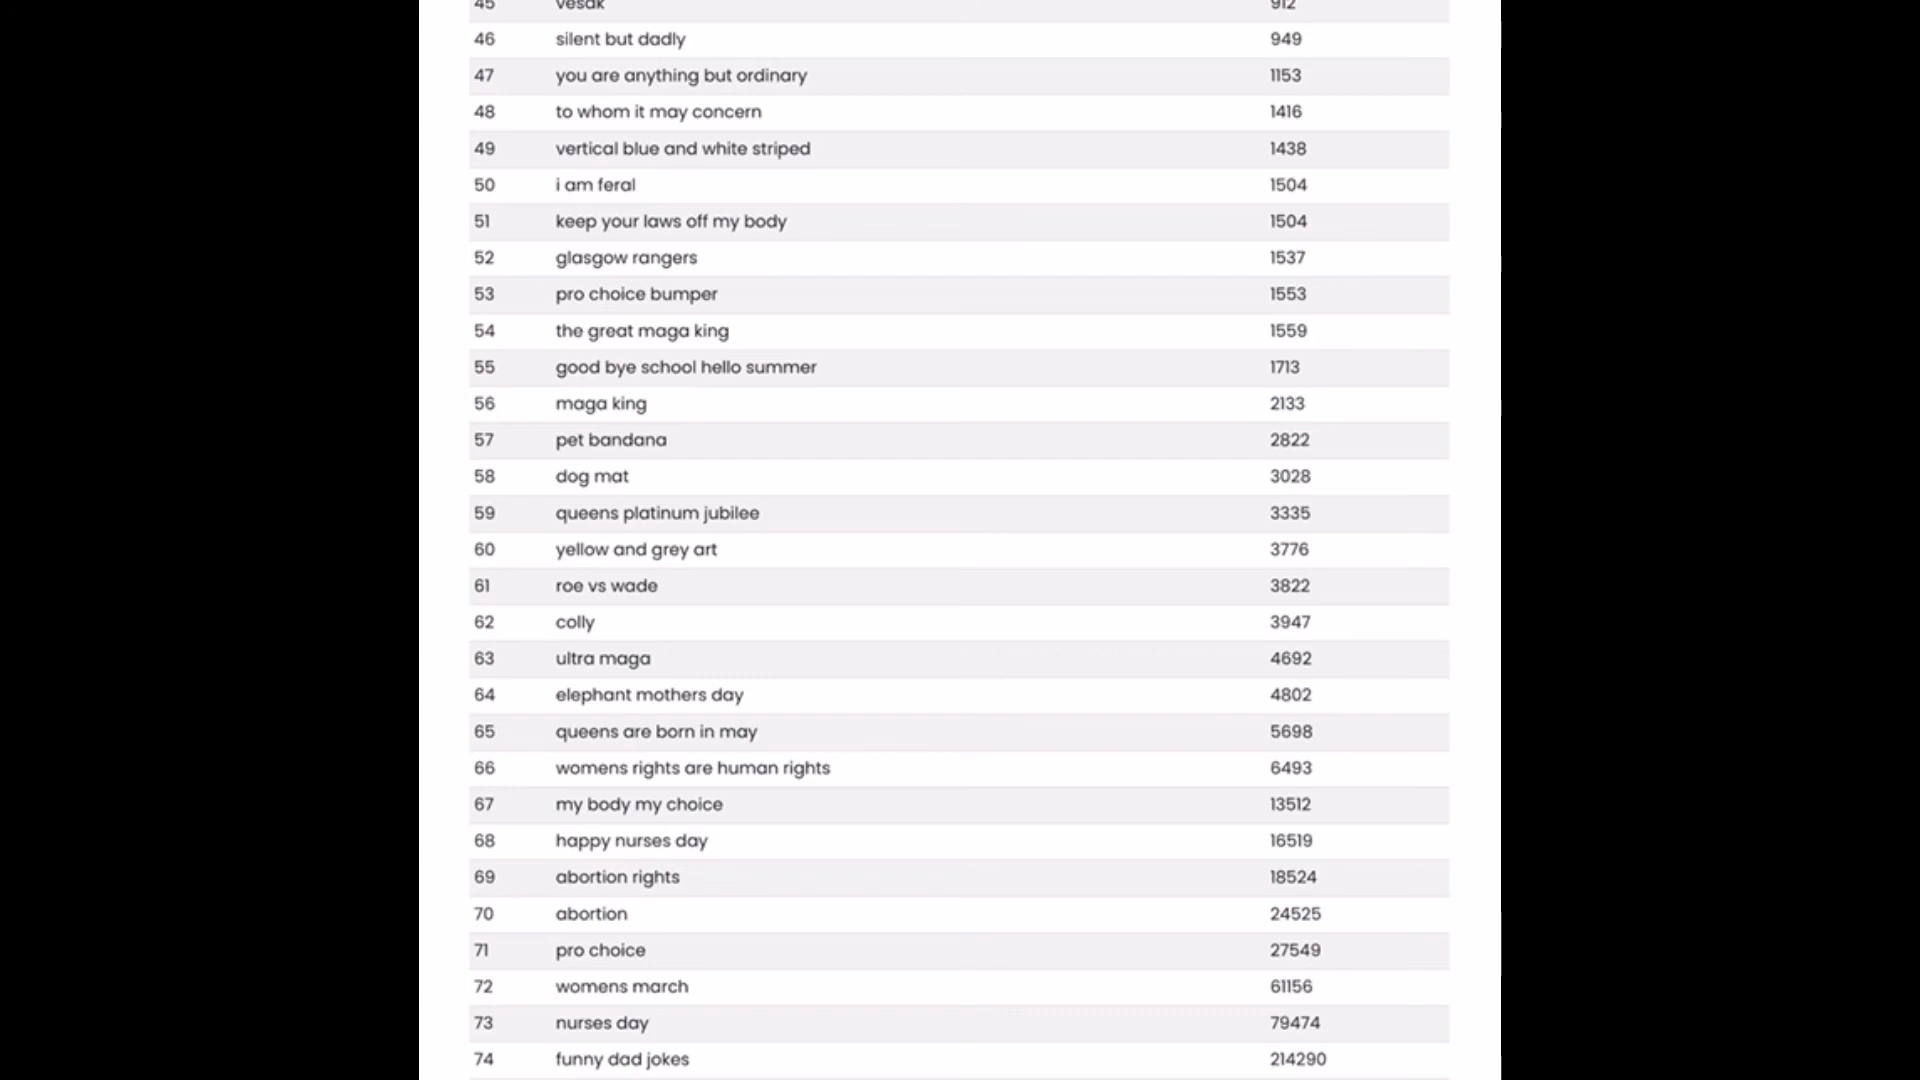 45 vesak 912
46 silent but dadly 949
47 you are anything but ordinary 1153
48 to whom it may concern 1416
49 vertical blue and white striped 1438
50 i am feral 1504
51 keep your laws off my body 1504
52 glasgow rangers 1537
53 pro choice bumper 1553
54 the great maga king 1559
55 good bye school hello summer 1713
56 maga king 2133
57 pet bandana 2822
58 dog mat 3028
59 queens platinum jubilee 3335
60 yellow and grey art 3776
61 roe vs wade 3822
62 colly 3947
63 ultra maga 4692
64 elephant mothers day 4802
65 queens are born in may 5698
66 womens rights are human rights 6493
67 my body my choice 13512
68 happy nurses day 16519
69 abortion rights 18524
70 abortion 24525
71 pro choice 27549
72 womens march 61156
73 nurses day 79474
74 funny dad jokes 214290